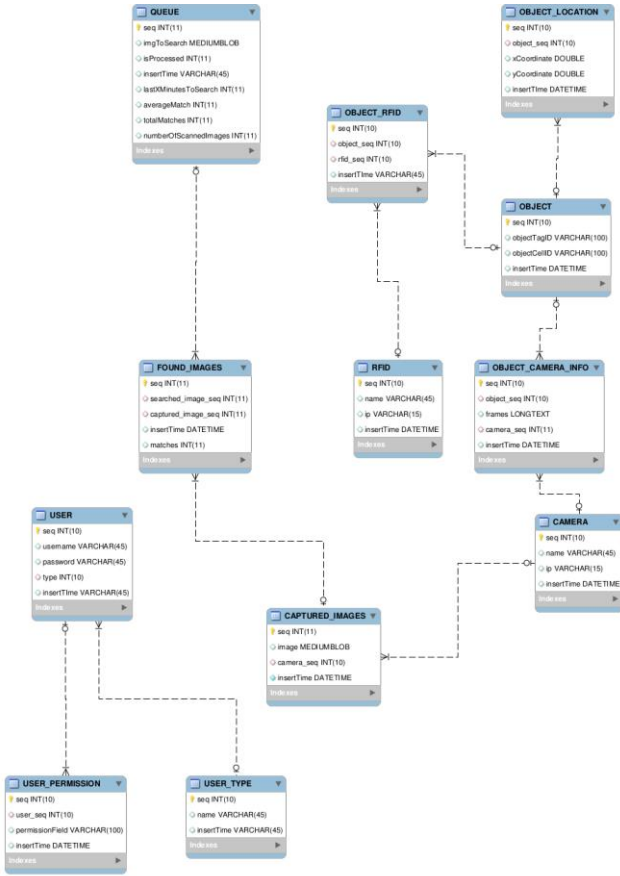 QUEUE
seq INT(11)
imgToSearch MEDIUMBLOB
isProcessed INT(11)
insertTime VARCHAR(45)
lastXMinutesToSearch INT(11)
averageMatch INT(11)
totalMatches INT(11)
numberOfScannedImages INT(11)
Indexes
OBJECT_LOCATION
seq INT(10)
object_seq INT(10)
xCoordinate DOUBLE
yCoordinate DOUBLE
insertTime DATETIME
Indexes
OBJECT_RFID
seq INT(10)
object_seq INT(10)
rfid_seq INT(10)
insertTime VARCHAR(45)
Indexes
OBJECT
seq INT(10)
objectTagID VARCHAR(100)
objectCellID VARCHAR(100)
insertTime DATETIME
Indexes
FOUND_IMAGES
seq INT(11)
searched_image_seq INT(11)
captured_image_seq INT(11)
insertTime DATETIME
matches INT(11)
Indexes
RFID
seq INT(10)
name VARCHAR(45)
ip VARCHAR(15)
Indexes
OBJECT_CAMERA_INFO
seq INT(10)
object_seq INT(10)
frames LONGTEXT
camera_seq INT(11)
insertTime DATETIME
Indexes
USER
seq INT(10)
username VARCHAR(45)
password VARCHAR(45)
type INT(10)
insertTime VARCHAR(45)
Indexes
CAMERA
seq INT(10)
name VARCHAR(45)
ip VARCHAR(15)
insertTime DATETIME
Indexes
CAPTURED_IMAGES
seq INT(11)
image MEDIUMBLOB
camera_seq INT(10)
insertTime DATETIME
Indexes
USER_PERMISSION
seq INT(10)
user_seq INT(10)
permissionField VARCHAR(100)
insertTime DATETIME
Indexes
USER_TYPE
seq INT(10)
name VARCHAR(45)
insertTime VARCHAR(45)
Indexes